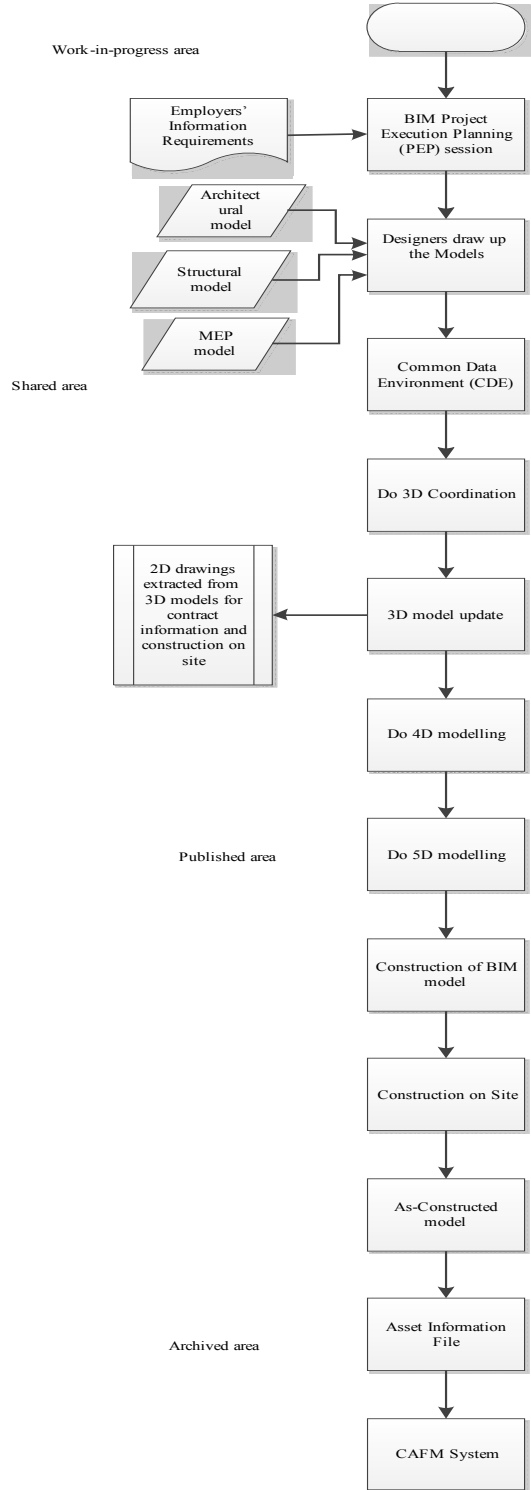 Work-in-progress area
Employers’
Information
Requirements
BIM Project
Execution Planning
(PEP) session
Architect
ural
model
Designers draw up
the Models
Structural
model
MEP
model
Shared area
Common Data
Environment (CDE)
Do 3D Coordination
2D drawings
extracted from
3D models for
contract
information and
construction on
site
3D model update
Do 4D modelling
Published area
Do 5D modelling
Construction of BIM
model
Construction on Site
As-Constructed
model
Archived area
Asset Information
File
CAFM System